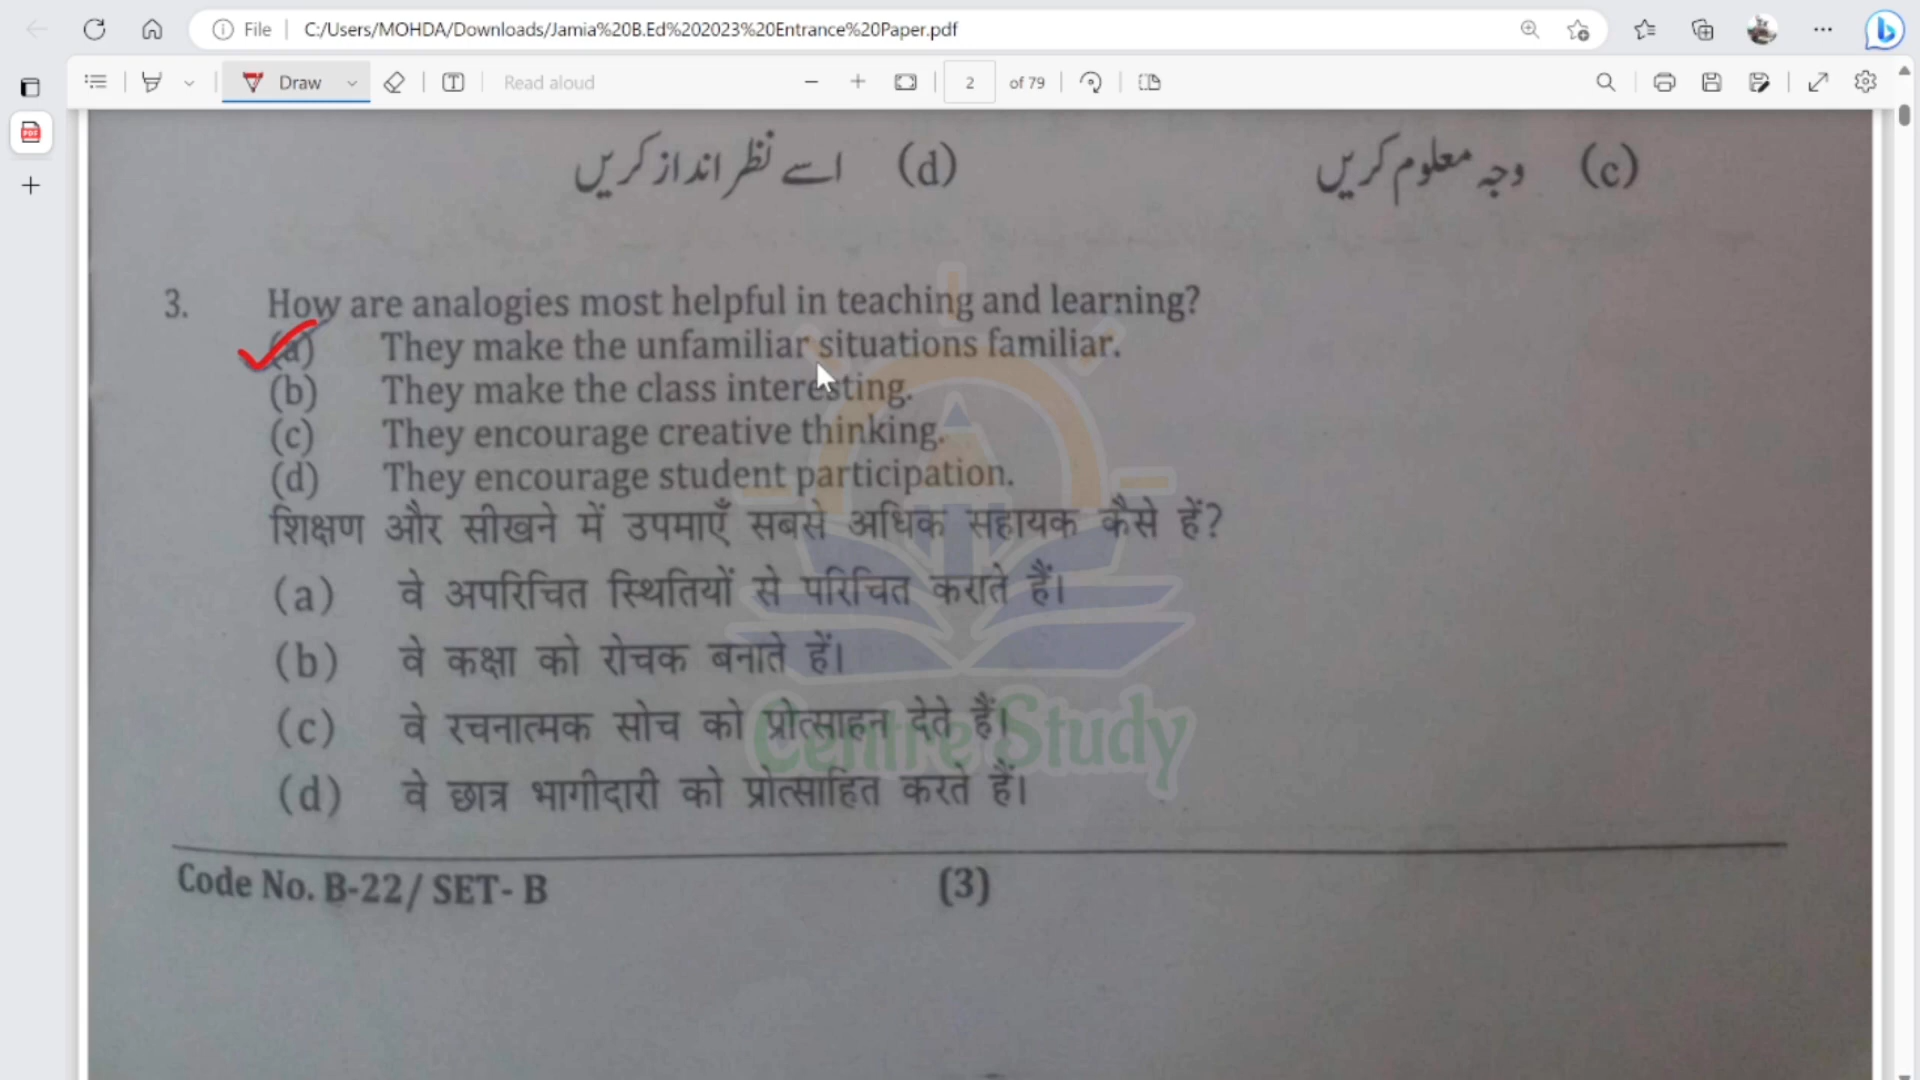 File C:/Users/MOHDA/Downloads/Jamia%20B.Ed%202023%20Entrance%20Paper.pdf
Draw Read aloud 2 of 79
(c) وجہ معلوم کریں (d) اسے نظر انداز کریں
3. How are analogies most helpful in teaching and learning?
(a) They make the unfamiliar situations familiar.
(b) They make the class interesting.
(c) They encourage creative thinking.
(d) They encourage student participation.
शिक्षण और सीखने में उपमाएँ सबसे अधिक सहायक कैसे हैं?
(a) वे अपरिचित स्थितियों से परिचित कराते हैं।
(b) वे कक्षा को रोचक बनाते हैं।
(c) वे रचनात्मक सोच को प्रोत्साहन देते हैं।
Centre Study
(d) वे छात्र भागीदारी को प्रोत्साहित करते हैं।
Code No. B-22/ SET- B (3)